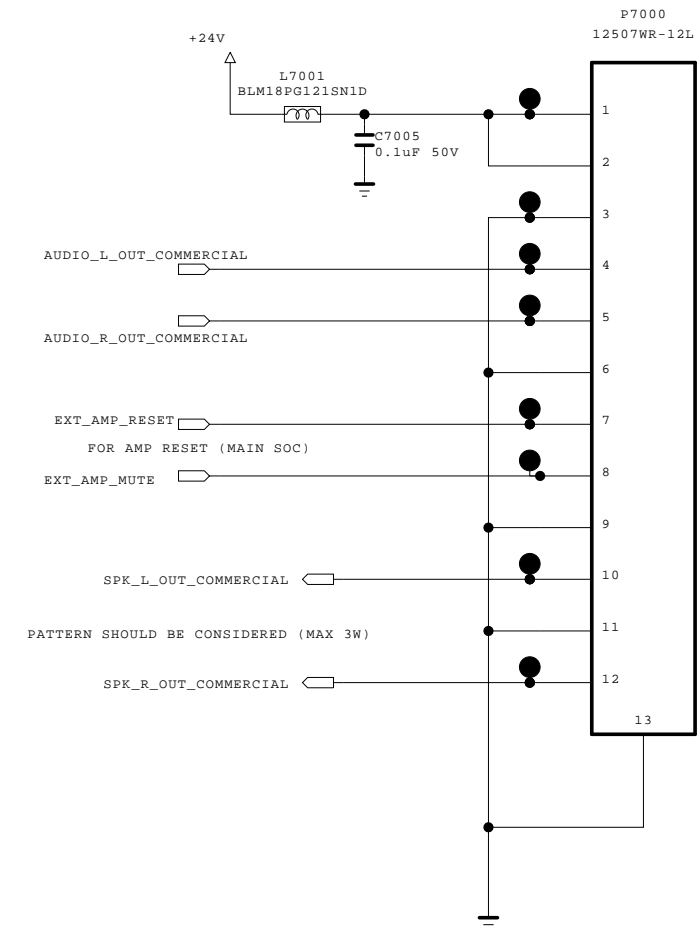 P7000
12507WR-12L
+24V
L7001
BLM18PG121SN1D
1
C7005
0.1uF 50V
2
3
AUDIO_L_OUT_COMMERCIAL
4
5
AUDIO_R_OUT_COMMERCIAL
6
EXT_AMP_RESET
7
FOR AMP RESET (MAIN SOC)
EXT_AMP_MUTE
8
9
SPK_L_OUT_COMMERCIAL
10
PATTERN SHOULD BE CONSIDERED (MAX 3W)
11
SPK_R_OUT_COMMERCIAL
12
13